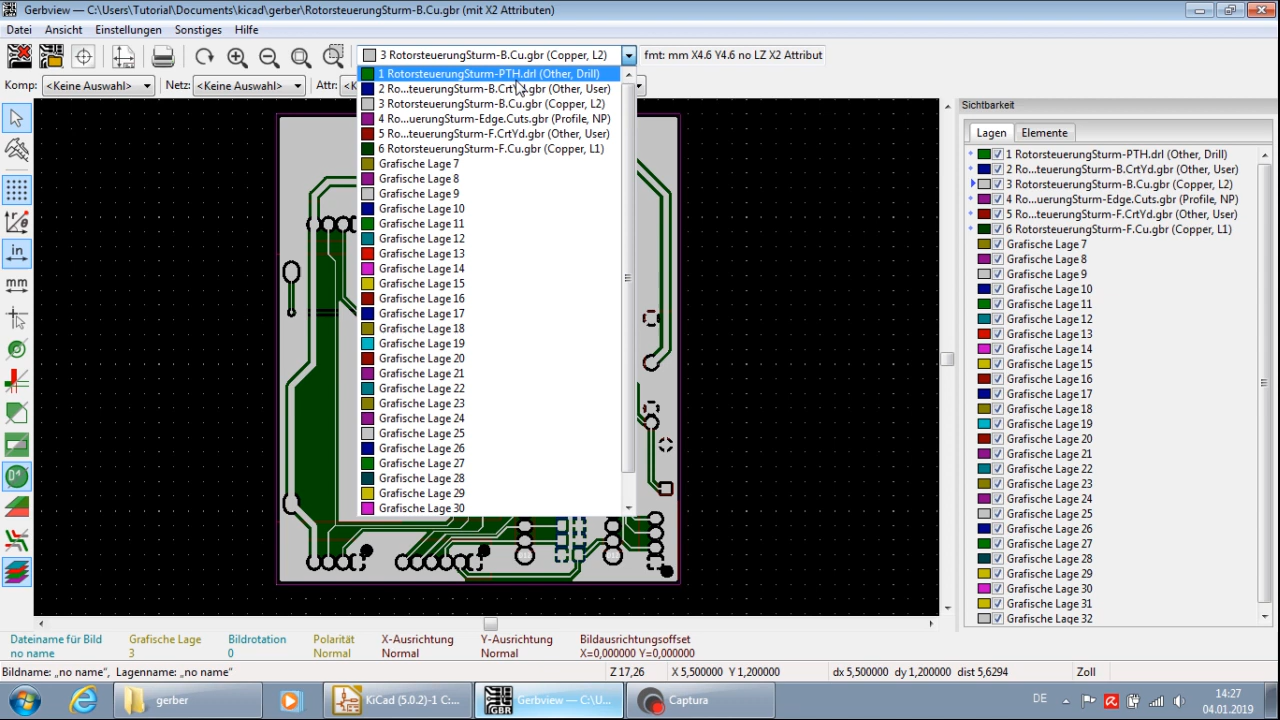 Gerbview — C:\Users\Tutorial\Documents\kicad\gerber\RotorsteuerungSturm-B.Cu.gbr (mit X2 Attributen)
Datei Ansicht Einstellungen Sonstiges Hilfe
3 RotorsteuerungSturm-B.Cu.gbr (Copper, L2) fmt: mm X4.6 Y4.6 no LZ X2 Attribut
Komp: <Keine Auswahl> Netz: <Keine Auswahl> Attr:
1 RotorsteuerungSturm-PTH.drl (Other, Drill)
2 Ro...teuerungSturm-B.CrtYd.gbr (Other, User)
3 RotorsteuerungSturm-B.Cu.gbr (Copper, L2)
4 Ro...uerungSturm-Edge.Cuts.gbr (Profile, NP)
5 Ro...teuerungSturm-F.CrtYd.gbr (Other, User)
6 RotorsteuerungSturm-F.Cu.gbr (Copper, L1)
Grafische Lage 7
Grafische Lage 8
Grafische Lage 9
Grafische Lage 10
Grafische Lage 11
Grafische Lage 12
Grafische Lage 13
Grafische Lage 14
Grafische Lage 15
Grafische Lage 16
Grafische Lage 17
Grafische Lage 18
Grafische Lage 19
Grafische Lage 20
Grafische Lage 21
Grafische Lage 22
Grafische Lage 23
Grafische Lage 24
Grafische Lage 25
Grafische Lage 26
Grafische Lage 27
Grafische Lage 28
Grafische Lage 29
Grafische Lage 30
in
mm
Sichtbarkeit
Lagen Elemente
1 RotorsteuerungSturm-PTH.drl (Other, Drill)
2 Ro...teuerungSturm-B.CrtYd.gbr (Other, User)
3 RotorsteuerungSturm-B.Cu.gbr (Copper, L2)
4 Ro...uerungSturm-Edge.Cuts.gbr (Profile, NP)
5 Ro...teuerungSturm-F.CrtYd.gbr (Other, User)
6 RotorsteuerungSturm-F.Cu.gbr (Copper, L1)
Grafische Lage 7
Grafische Lage 8
Grafische Lage 9
Grafische Lage 10
Grafische Lage 11
Grafische Lage 12
Grafische Lage 13
Grafische Lage 14
Grafische Lage 15
Grafische Lage 16
Grafische Lage 17
Grafische Lage 18
Grafische Lage 19
Grafische Lage 20
Grafische Lage 21
Grafische Lage 22
Grafische Lage 23
Grafische Lage 24
Grafische Lage 25
Grafische Lage 26
Grafische Lage 27
Grafische Lage 28
Grafische Lage 29
Grafische Lage 30
Grafische Lage 31
Grafische Lage 32
Dateiname für Bild Grafische Lage Bildrotation Polarität X-Ausrichtung Y-Ausrichtung Bildausrichtungsoffset
no name 3 0 Normal Normal Normal X=0,000000 Y=0,000000
Bildname: „no name“, Lagenname: „no name“ Z 17,26 X 5,500000 Y 1,200000 dx 5,500000 dy 1,200000 dist 5,6294 Zoll
gerber KiCad (5.0.2)-1 C:... GBR Gerbview — C:\U... Captura DE 14:27
04.01.2019